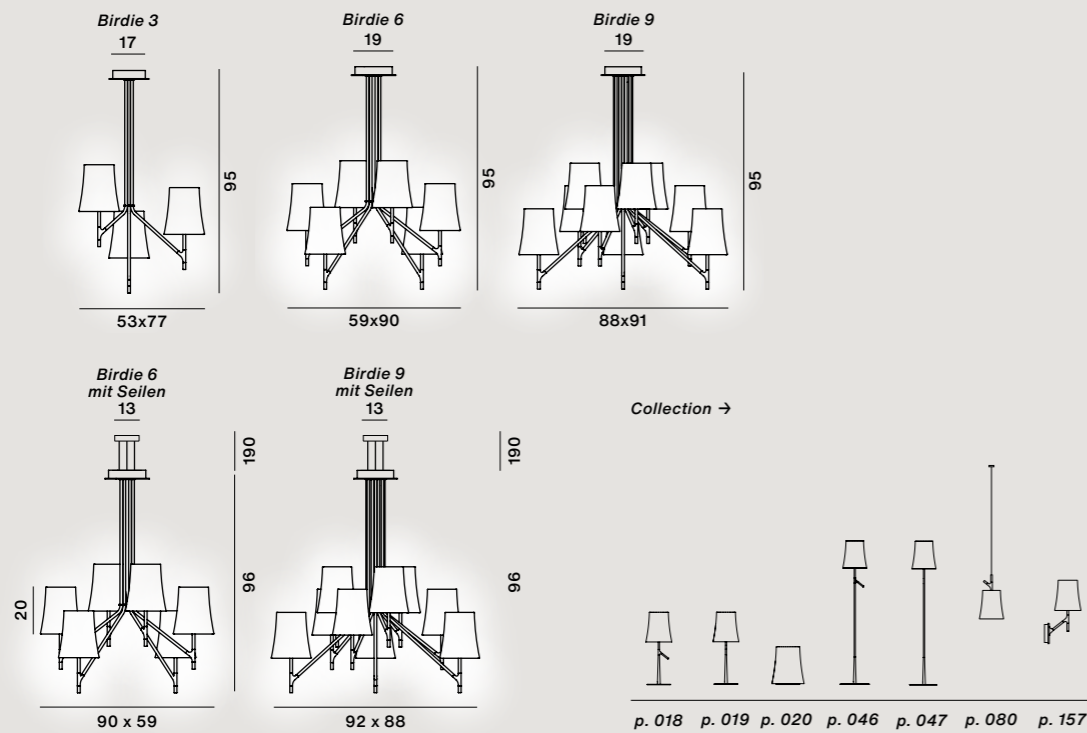 Birdie 3
17
95
53x77
Birdie 6
19
95
59x90
Birdie 9
19
95
88x91
Birdie 6
mit Seilen
13
190
96
20
90 x 59
Birdie 9
mit Seilen
13
190
96
92 x 88
Collection →
p. 018
p. 019
p. 020
p. 046
p. 047
p. 080
p. 157